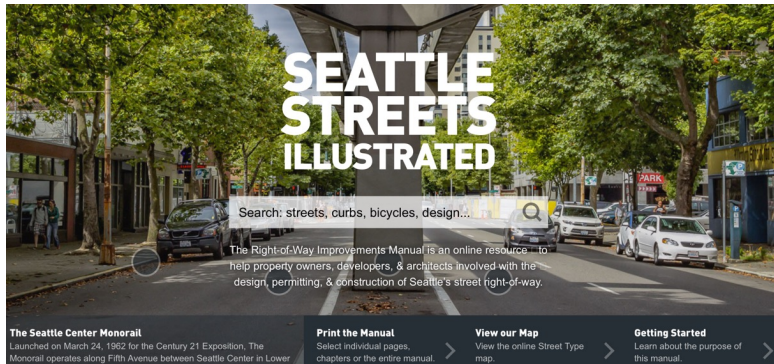 SEATTLE
STREETS
ILLUSTRATED
PARK
Search: streets, curbs, bicycles, design...
The Right-of-Way Improvements Manual is an online resource to
help property owners, developers, & architects involved with the
design, permitting, & construction of Seattle's street right-of-way.
The Seattle Center Monorail
Launched on March 24, 1962 for the Century 21 Exposition, The
Monorail operates along Fifth Avenue between Seattle Center in Lower
Print the Manual
Select individual pages,
chapters or the entire manual.
View our Map
View the online Street Type
map.
Getting Started
Learn about the purpose of
this manual.